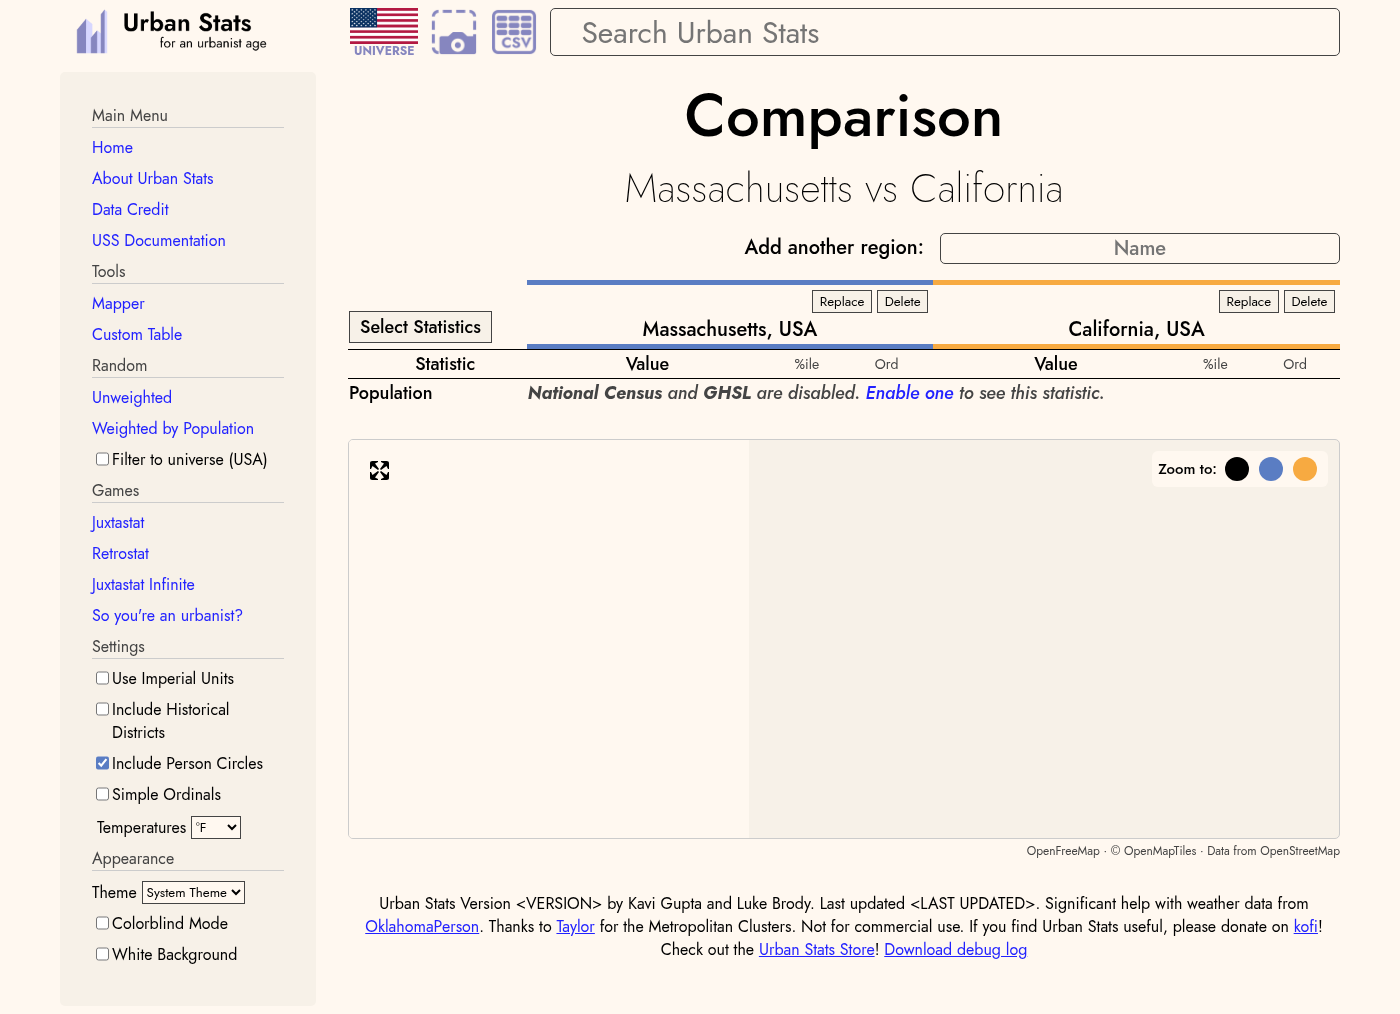 Urban Stats
for an urbanist age
UNIVERSE
CSV
Search Urban Stats
Main Menu
Home
About Urban Stats
Data Credit
USS Documentation
Tools
Mapper
Custom Table
Random
Unweighted
Weighted by Population
Filter to universe (USA)
Games
Juxtastat
Retrostat
Juxtastat Infinite
So you're an urbanist?
Settings
Use Imperial Units
Include Historical
Districts
Include Person Circles
Simple Ordinals
Temperatures °F
Appearance
Theme System Theme
Colorblind Mode
White Background
Comparison
Massachusetts vs California
Add another region: Name
Replace Delete Replace Delete
Select Statistics Massachusetts, USA California, USA
Statistic Value %ile Ord Value %ile Ord
Population National Census and GHSL are disabled. Enable one to see this statistic.
Zoom to:
OpenFreeMap · © OpenMapTiles · Data from OpenStreetMap
Urban Stats Version <VERSION> by Kavi Gupta and Luke Brody. Last updated <LAST UPDATED>. Significant help with weather data from
OklahomaPerson. Thanks to Taylor for the Metropolitan Clusters. Not for commercial use. If you find Urban Stats useful, please donate on kofi!
Check out the Urban Stats Store! Download debug log